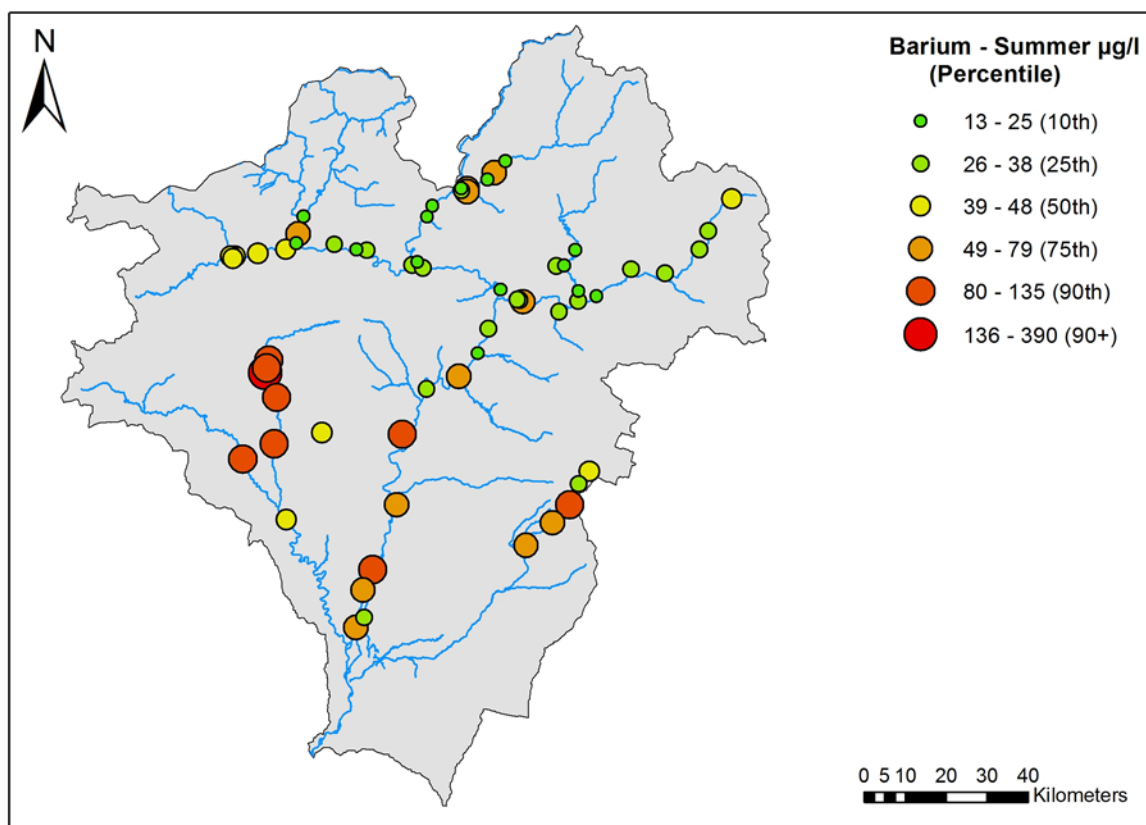 N
Barium - Summer µg/l
(Percentile)
13 - 25 (10th)
26 - 38 (25th)
39 - 48 (50th)
49 - 79 (75th)
80 - 135 (90th)
136 - 390 (90+)
0 5 10 20 30 40
Kilometers